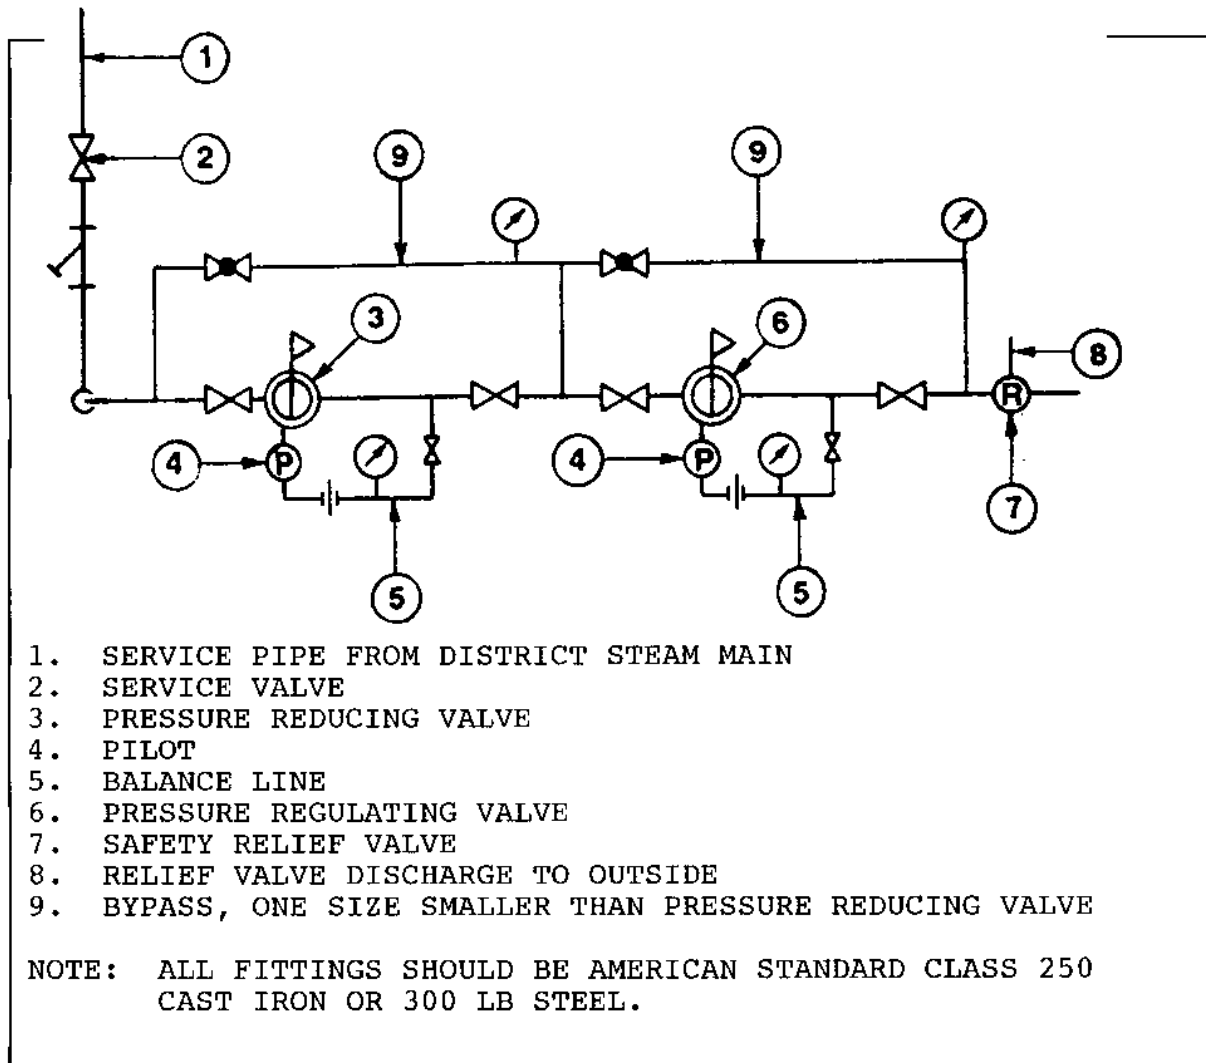 1
2
9
9
3
6
8
R
4
P
4
P
7
5
5
1. SERVICE PIPE FROM DISTRICT STEAM MAIN
2. SERVICE VALVE
3. PRESSURE REDUCING VALVE
4. PILOT
5. BALANCE LINE
6. PRESSURE REGULATING VALVE
7. SAFETY RELIEF VALVE
8. RELIEF VALVE DISCHARGE TO OUTSIDE
9. BYPASS, ONE SIZE SMALLER THAN PRESSURE REDUCING VALVE
NOTE: ALL FITTINGS SHOULD BE AMERICAN STANDARD CLASS 250
CAST IRON OR 300 LB STEEL.